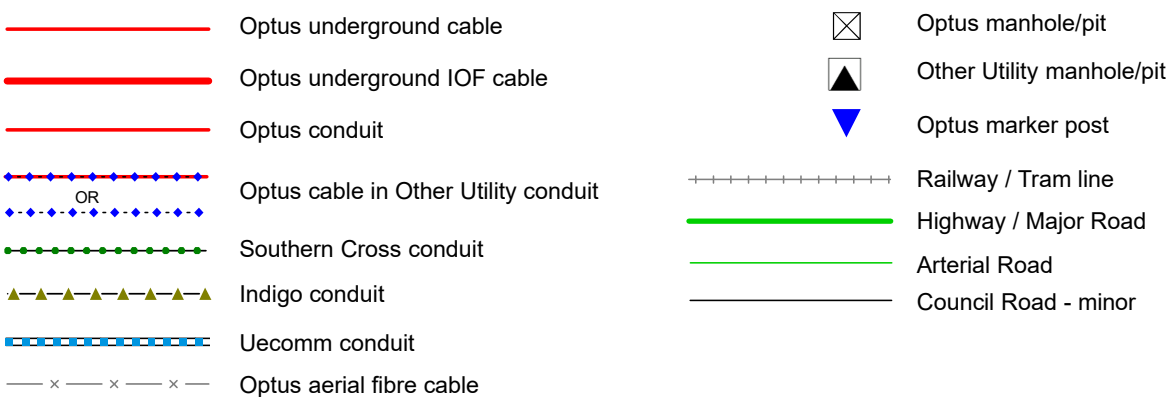 Optus underground cable
Optus underground IOF cable
Optus conduit
OR
Optus cable in Other Utility conduit
Southern Cross conduit
Indigo conduit
Uecomm conduit
Optus aerial fibre cable
Optus manhole/pit
Other Utility manhole/pit
Optus marker post
Railway / Tram line
Highway / Major Road
Arterial Road
Council Road - minor